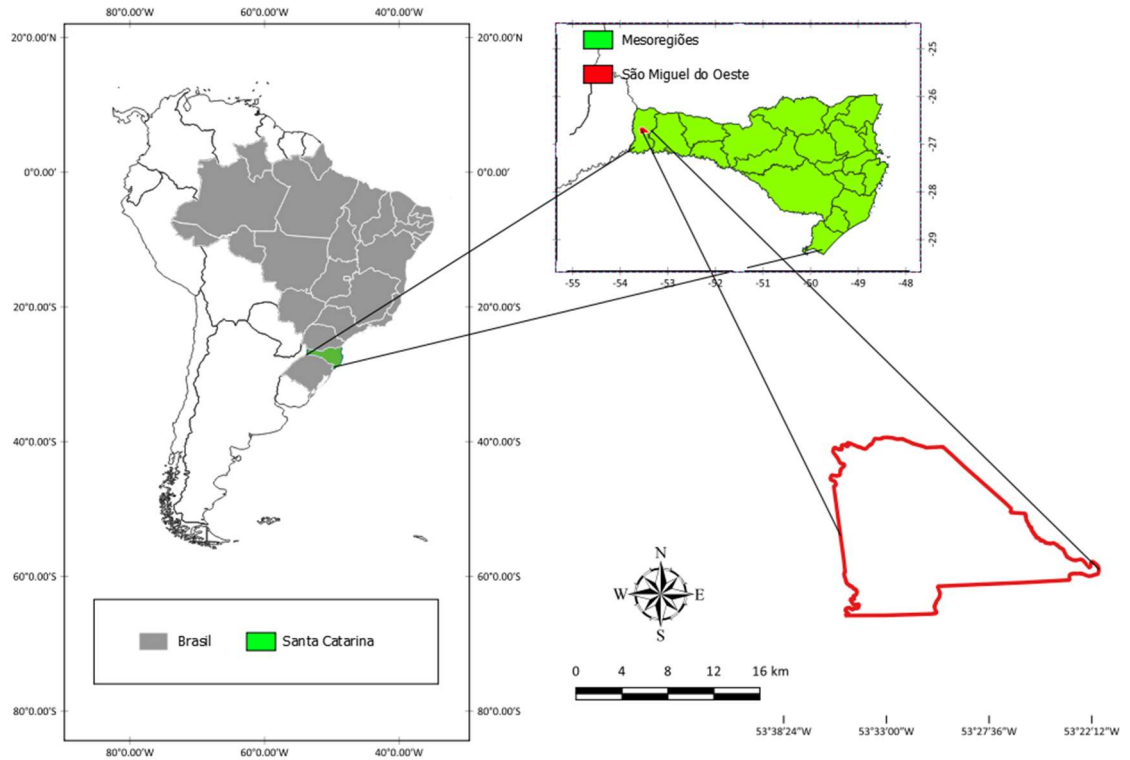 80°0.00'W 60°0.00'W 40°0.00'W
20°0.00'N 20°0.00'N
0°0.00' 0°0.00'
20°0.00'S 20°0.00'S
40°0.00'S 40°0.00'S
60°0.00'S 60°0.00'S
80°0.00'S 80°0.00'S
80°0.00'W 60°0.00'W 40°0.00'W
Brasil Santa Catarina
Mesoregiões
São Miguel do Oeste
-25
-26
-27
-28
-29
-55 -54 -53 -52 -51 -50 -49 -48
N
W E
S
0 4 8 12 16 km
53°38'24"W 53°33'00"W 53°27'36"W 53°22'12"W